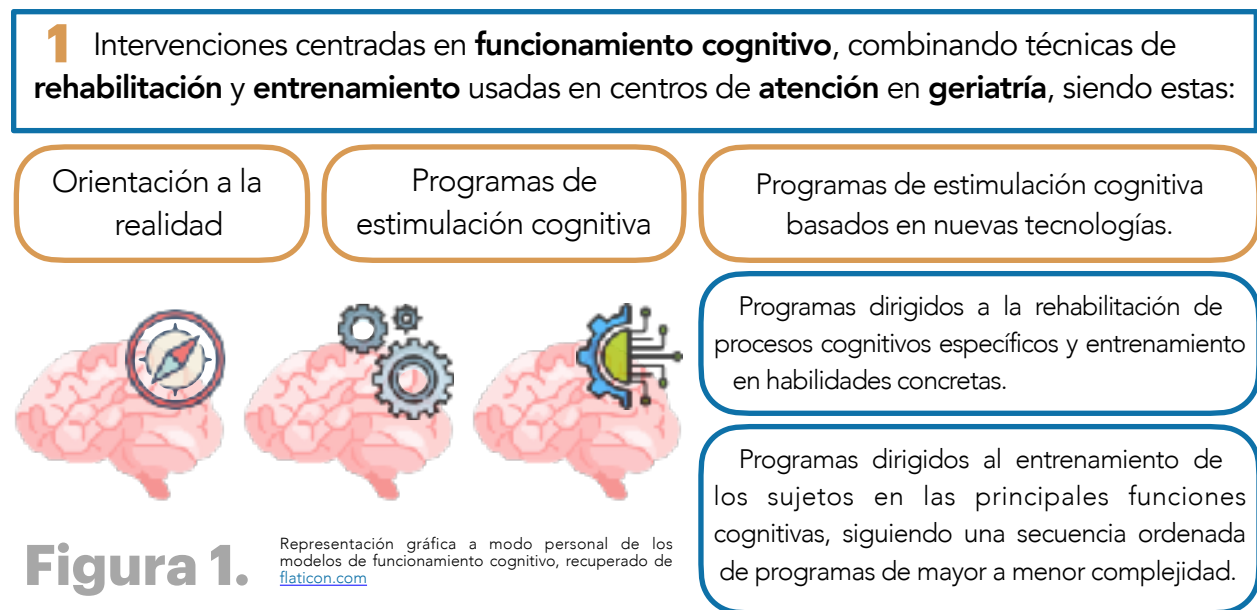 1 Intervenciones centradas en funcionamiento cognitivo, combinando técnicas de
rehabilitación y entrenamiento usadas en centros de atención en geriatría, siendo estas:
Orientación a la
realidad
Programas de
estimulación cognitiva
Programas de estimulación cognitiva
basados en nuevas tecnologías.
Programas dirigidos a la rehabilitación de
procesos cognitivos específicos y entrenamiento
en habilidades concretas.
Programas dirigidos al entrenamiento de
los sujetos en las principales funciones
cognitivas, siguiendo una secuencia ordenada
de programas de mayor a menor complejidad.
Figura 1.
Representación gráfica a modo personal de los
modelos de funcionamiento cognitivo, recuperado de
flaticon.com